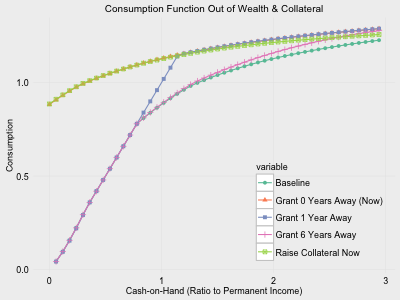 Consumption Function Out of Wealth & Collateral
Consumption
1.0
0.5
0.0
variable
Baseline
Grant 0 Years Away (Now)
Grant 1 Year Away
Grant 6 Years Away
Raise Collateral Now
0 1 2 3
Cash-on-Hand (Ratio to Permanent Income)